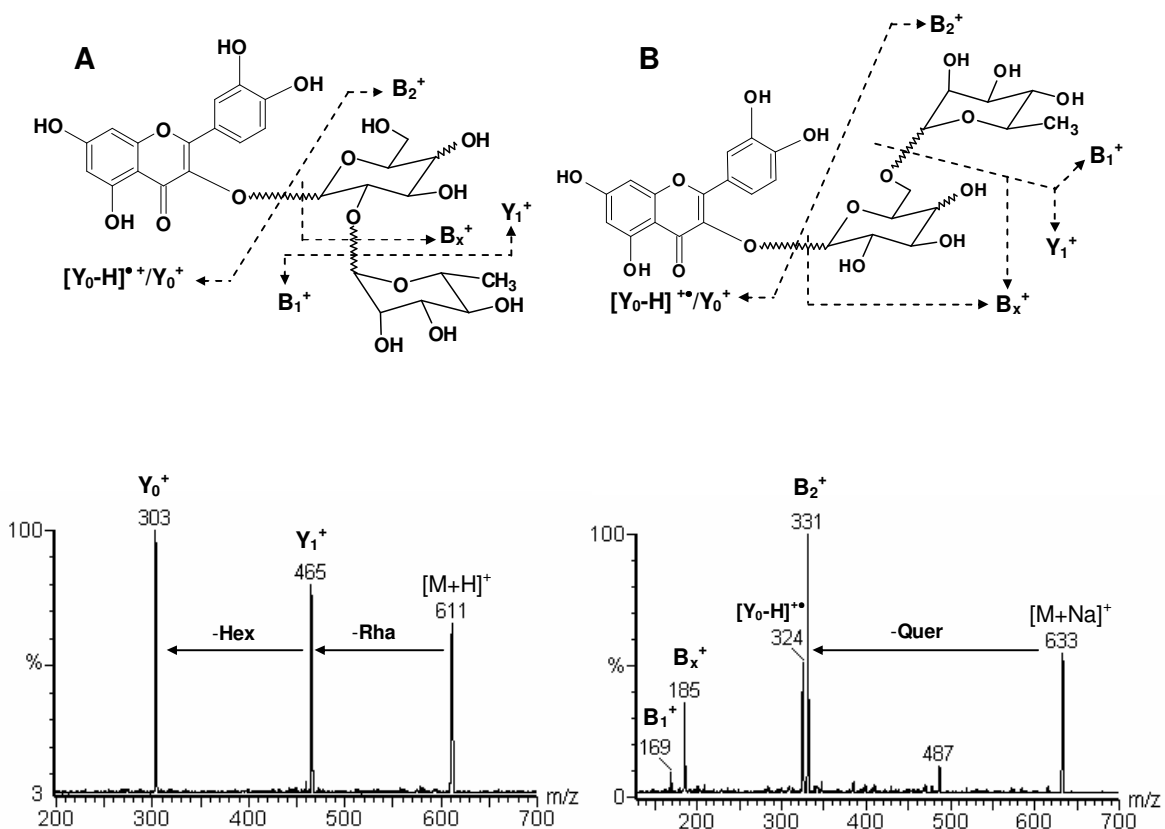 A
HO
OH
HO
OH
O
O
O
HO
O
OH
OH
O
B₂⁺
Bₓ⁺
Y₁⁺
[Y₀-H]•⁺/Y₀⁺
B₁⁺
O
CH₃
OH
OH
OH
B
OH
OH
HO
OH
O
O
O
B₂⁺
OH
OH
OH
O
CH₃
O
O
OH
OH
HO
B₁⁺
Y₁⁺
Bₓ⁺
[Y₀-H]⁺•/Y₀⁺
Y₀⁺
303
Y₁⁺
465
[M+H]⁺
611
-Hex
-Rha
100
%
3
200 300 400 500 600 700 m/z
B₂⁺
331
[Y₀-H]⁺•
324
-Quer
[M+Na]⁺
633
Bₓ⁺
185
B₁⁺
169
487
100
%
0
200 300 400 500 600 700 m/z